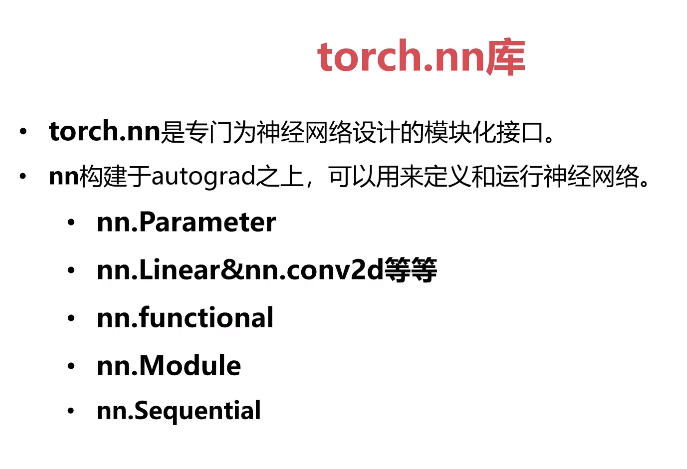 torch.nn库
• torch.nn是专门为神经网络设计的模块化接口。
• nn构建于autograd之上，可以用来定义和运行神经网络。
• nn.Parameter
• nn.Linear&nn.conv2d等等
• nn.functional
• nn.Module
• nn.Sequential